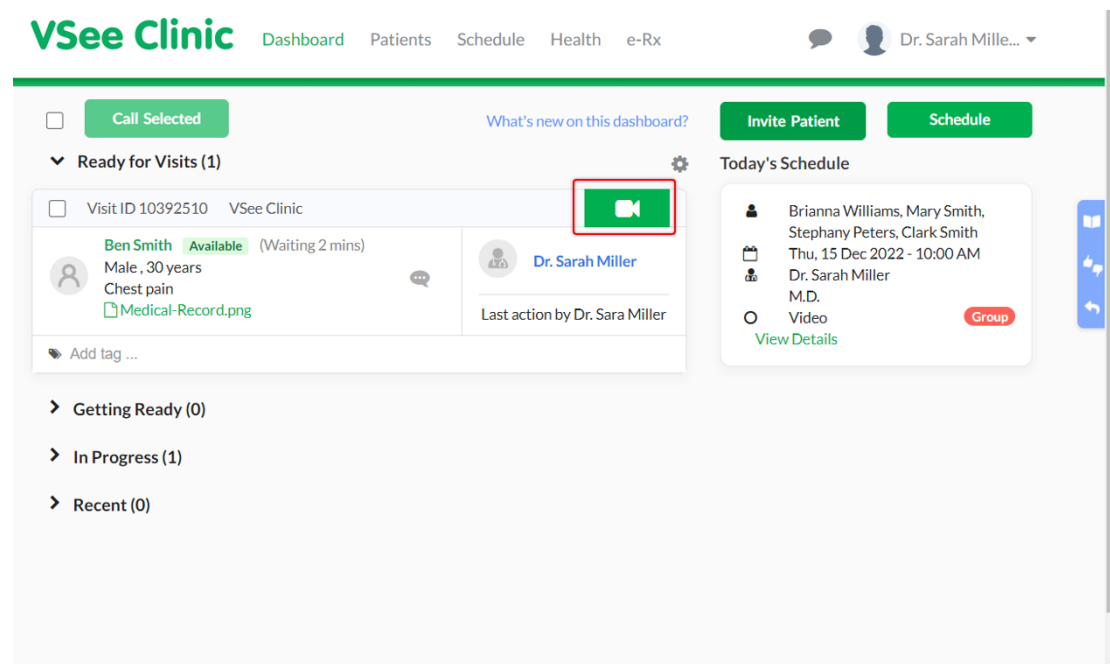 VSee Clinic Dashboard Patients Schedule Health e-Rx Dr. Sarah Mille...
Call Selected What's new on this dashboard? Invite Patient Schedule
Ready for Visits (1)
Today's Schedule
Visit ID 10392510 VSee Clinic
Ben Smith Available (Waiting 2 mins)
Male , 30 years
Chest pain
Medical-Record.png
Dr. Sarah Miller
Last action by Dr. Sara Miller
Add tag ...
Brianna Williams, Mary Smith,
Stephany Peters, Clark Smith
Thu, 15 Dec 2022 - 10:00 AM
Dr. Sarah Miller
M.D.
Video Group
View Details
Getting Ready (0)
In Progress (1)
Recent (0)